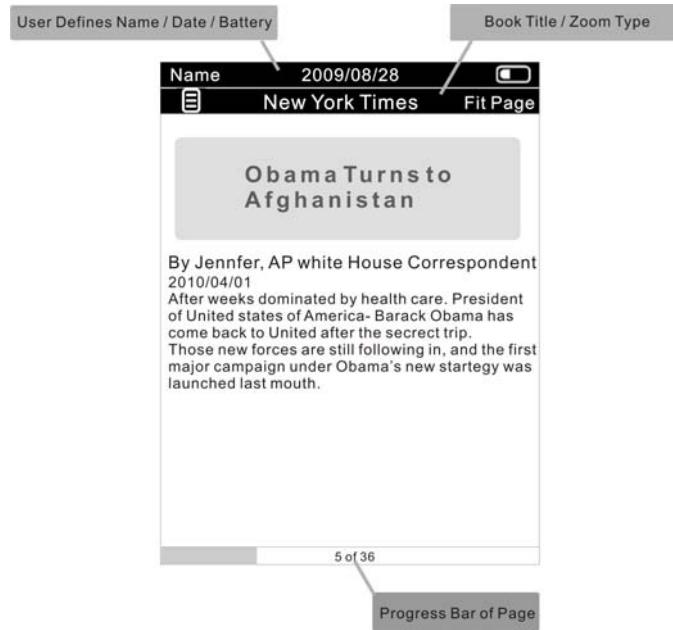 User Defines Name / Date / Battery
Book Title / Zoom Type
Name 2009/08/28
New York Times Fit Page
Obama Turns to
Afghanistan
By Jennfer, AP white House Correspondent
2010/04/01
After weeks dominated by health care. President
of United states of America- Barack Obama has
come back to United after the secrect trip.
Those new forces are still following in, and the first
major campaign under Obama's new startegy was
launched last mouth.
5 of 36
Progress Bar of Page